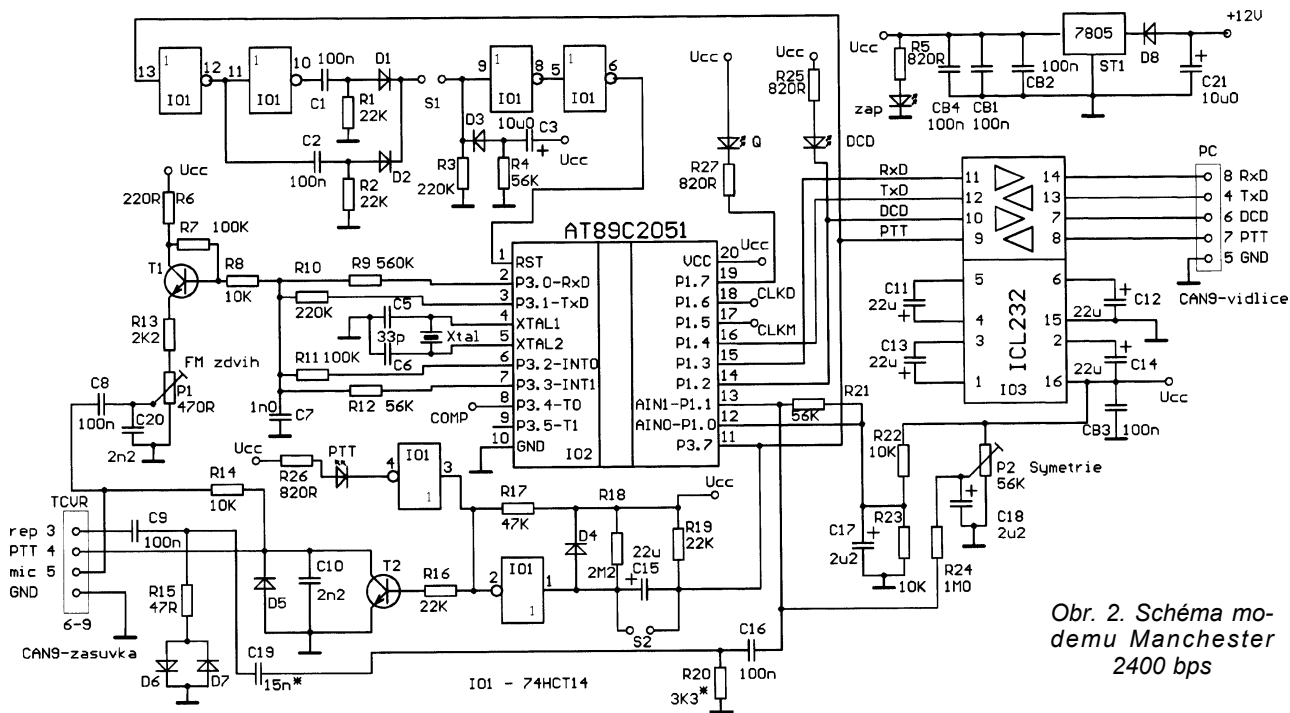 +12V
Ucc
R5
820R
zap
CB4
100n
CB1
100n
100n
CB2
7805
ST1
D8
C21
10u0
13
1
IO1
12
11
1
IO1
10
100n
C1
D1
R1
22K
C2
100n
R2
22K
D2
S1
9
1
IO1
8
5
1
IO1
6
D3
10u0
C3
Ucc
R3
220K
R4
56K
Ucc
Q
R27
820R
Ucc
R25
820R
DCD
Ucc
220R
R6
R7
100K
T1
R8
10K
R13
2K2
FM zdvih
P1
470R
C8
100n
C20
2n2
R10
220K
R9 560K
C5
33p
C6
Xtal
R11 100K
R12
56K
1n0
C7
COMP
AT89C2051
1 RST
2 P3.0-RxD
3 P3.1-TxD
4 XTAL1
5 XTAL2
6 P3.2-INT0
7 P3.3-INT1
8 P3.4-T0
9 P3.5-T1
10 GND
IO2
VCC 20
Ucc
P1.7 19
P1.6 18 CLKD
P1.5 17 CLKM
P1.4 16
P1.3 15
P1.2 14
AIN1-P1.1 13
AIN0-P1.0 12
P3.7 11
RxD
TxD
DCD
PTT
11
12
10
9
14
13
7
8
5
4
3
1
6
15
2
16
ICL232
IO3
C11
22u
C13
22u
C12
22u
C14
22u
Ucc
CB3
100n
PC
8 RxD
4 TxD
6 DCD
7 PTT
5 GND
CAN9-vidlice
R21
56K
R22
10K
P2
56K
Symetrie
C17
2u2
R23
10K
C18
2u2
R24
1M0
Ucc
R26
820R
PTT
4
IO1
1
3
R17
47K
D4
R18
2M2
22u
C15
R19
22K
Ucc
S2
2
IO1
1
1
R16
22K
T2
C10
2n2
D5
R14
10K
TCVR
rep 3
PTT 4
mic 5
GND
6-9
CAN9-zasuvka
C9
100n
R15
47R
D6
D7
C19
15n*
IO1 - 74HCT14
R20
3K3*
C16
100n
Obr. 2. Schéma mo-
demu Manchester
2400 bps